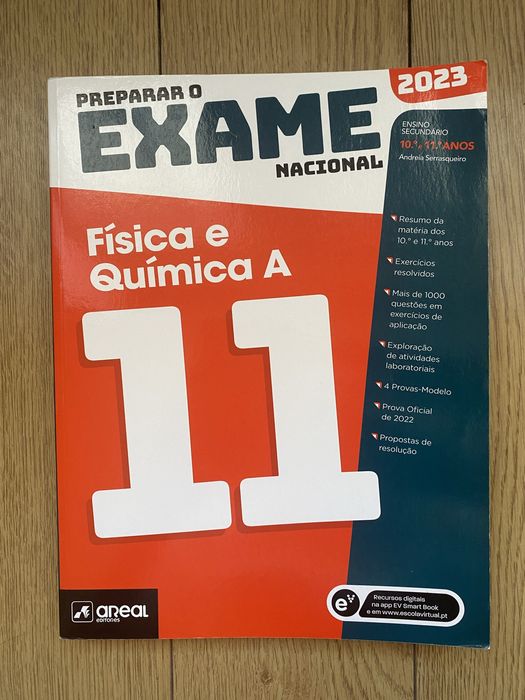 PREPARAR O
EXAME
NACIONAL
2023
ENSINO
SECUNDÁRIO
10.º e 11.º ANOS
Andreia Serrasqueiro
Física e
Química A
11
Resumo da
matéria dos
10.º e 11.º anos
Exercícios
resolvidos
Mais de 1000
questões em
exercícios de
aplicação
Exploração
de atividades
laboratoriais
4 Provas-Modelo
Prova Oficial
de 2022
Propostas de
resolução
areal
editores
e
Recursos digitais
na app EV Smart Book
e em www.escolavirtual.pt